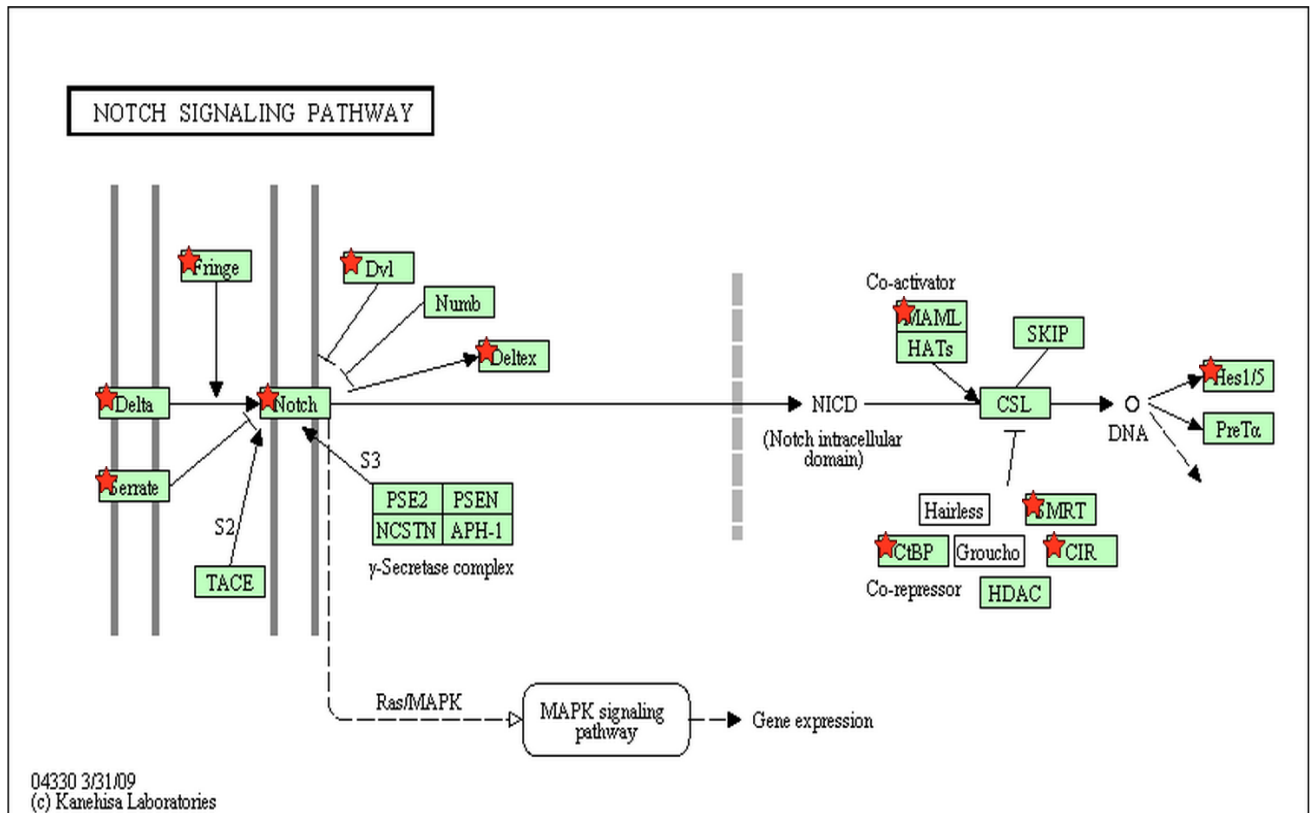 NOTCH SIGNALING PATHWAY
Fringe
Dvl
Numb
Deltex
Delta
Notch
Serrate
S2
TACE
S3
PSE2 PSEN
NCSTN APH-1
γ-Secretase complex
NICD
(Notch intracellular
domain)
Co-activator
MAML
HATs
SKIP
CSL
DNA
Hes1/5
PreTα
Hairless
SMRT
CtBP
Groucho
CIR
Co-repressor
HDAC
Ras/MAPK
MAPK signaling
pathway
Gene expression
04330 3/31/09
(c) Kanehisa Laboratories